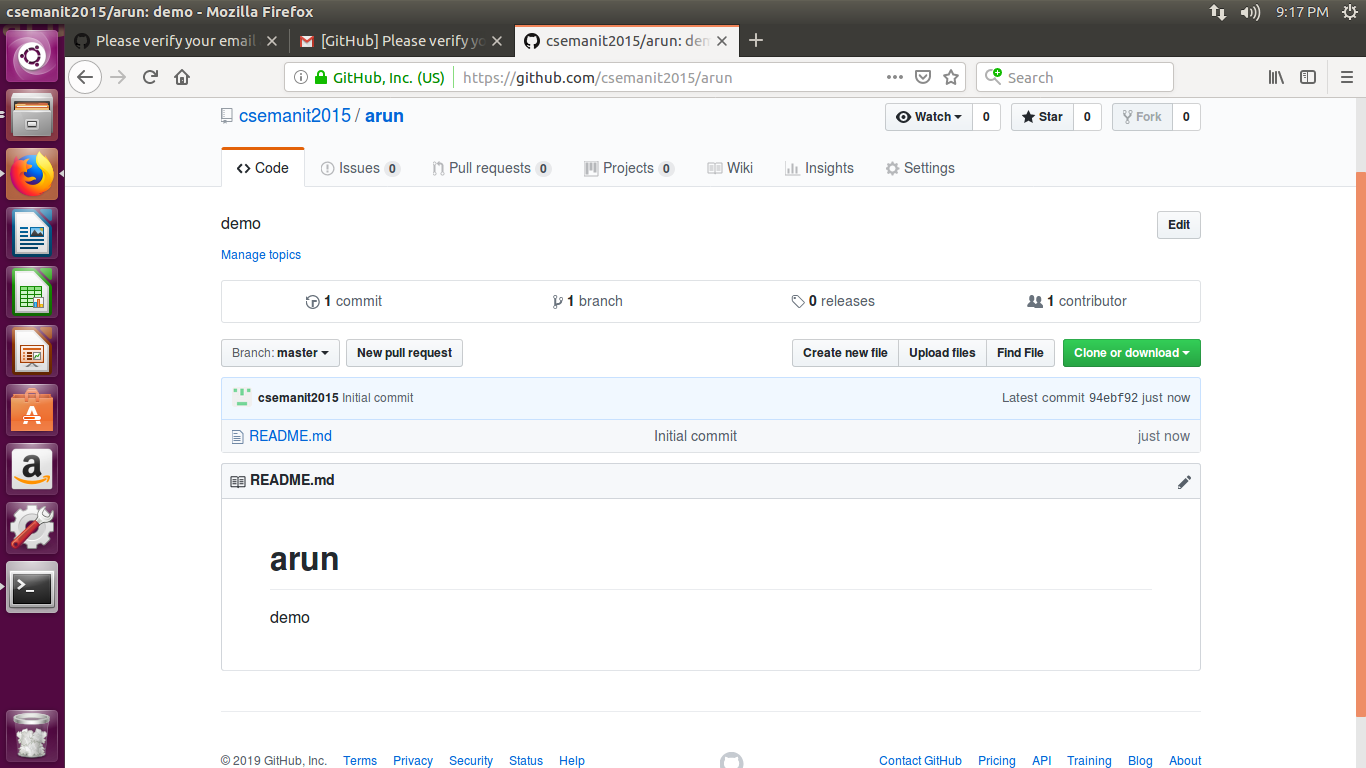 csemanit2015/arun: demo - Mozilla Firefox 9:17 PM
Please verify your email [GitHub] Please verify yo csemanit2015/arun: dem
GitHub, Inc. (US) https://github.com/csemanit2015/arun Search
csemanit2015 / arun Watch 0 Star 0 Fork 0
Code Issues 0 Pull requests 0 Projects 0 Wiki Insights Settings
demo Edit
Manage topics
1 commit 1 branch 0 releases 1 contributor
Branch: master New pull request Create new file Upload files Find File Clone or download
csemanit2015 Initial commit Latest commit 94ebf92 just now
README.md Initial commit just now
README.md
arun
demo
© 2019 GitHub, Inc. Terms Privacy Security Status Help Contact GitHub Pricing API Training Blog About